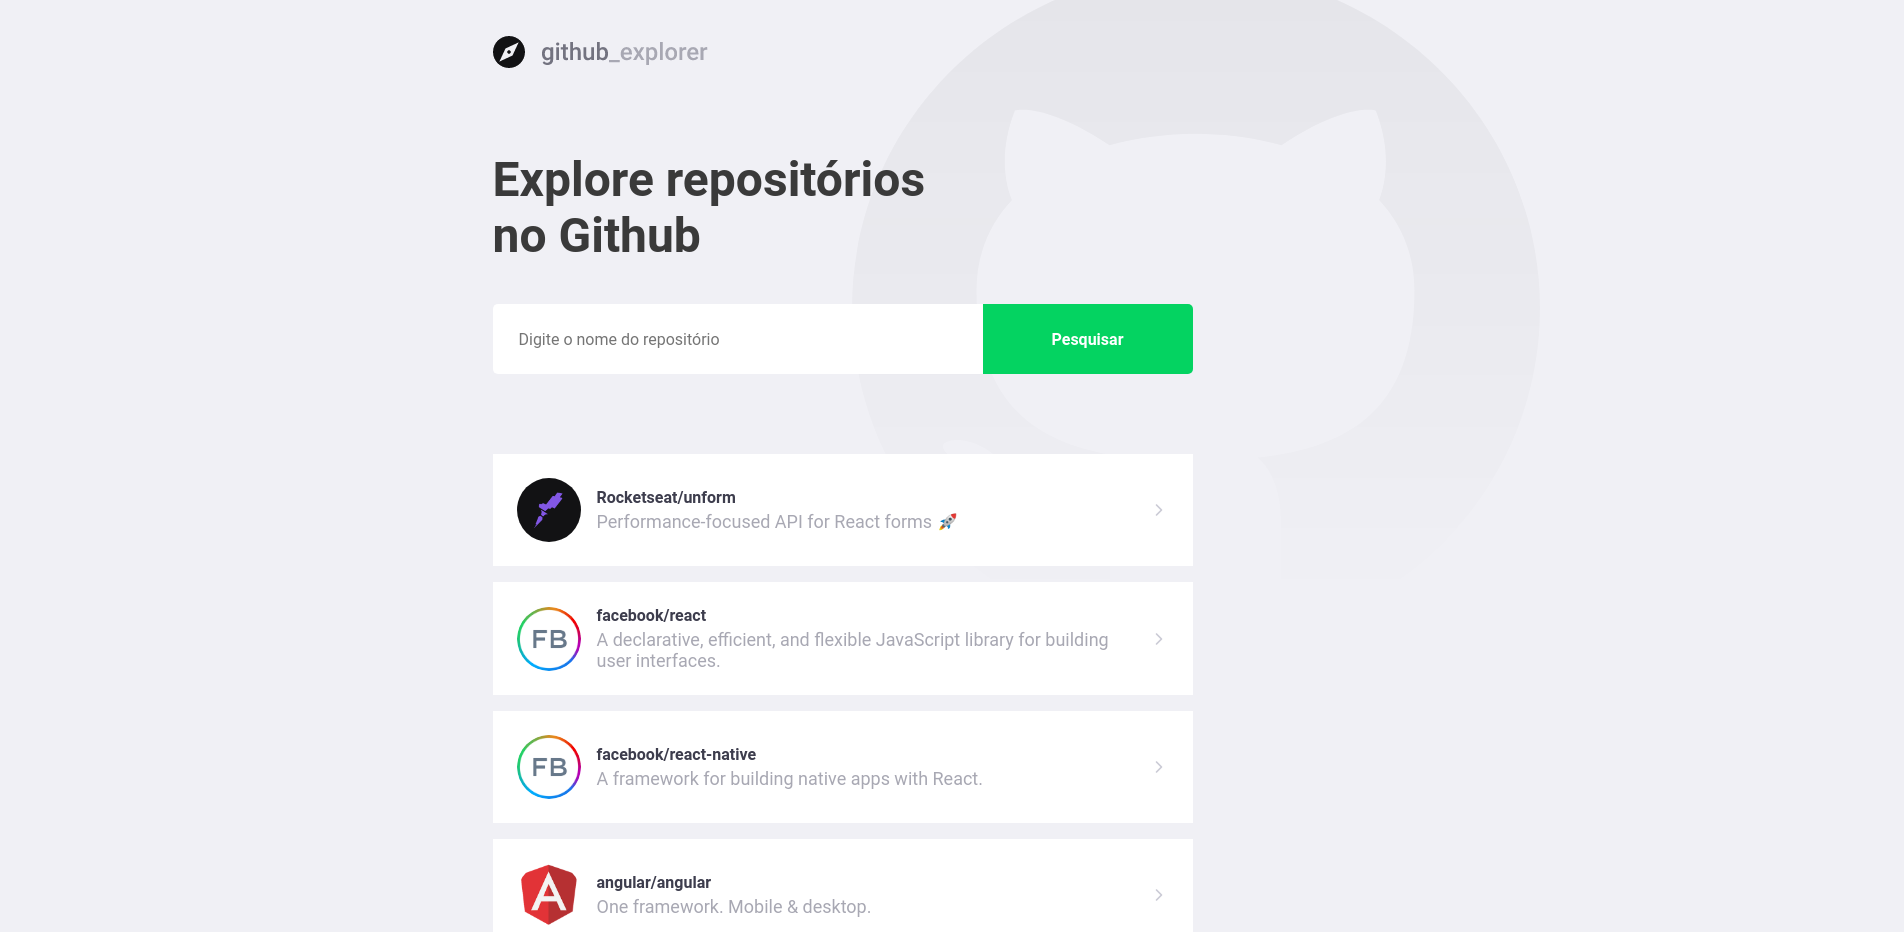 github_explorer
Explore repositórios
no Github
Digite o nome do repositório
Pesquisar
Rocketseat/unform
Performance-focused API for React forms 🚀
FB
facebook/react
A declarative, efficient, and flexible JavaScript library for building
user interfaces.
FB
facebook/react-native
A framework for building native apps with React.
A
angular/angular
One framework. Mobile & desktop.